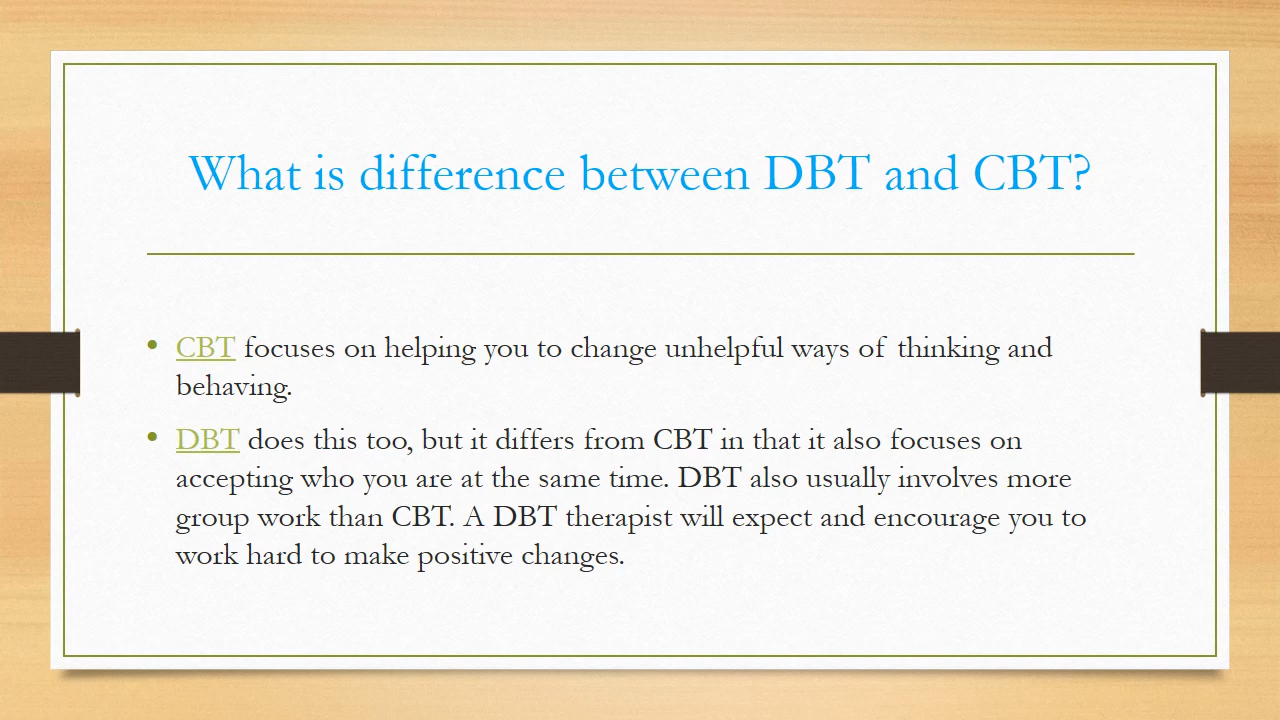 What is difference between DBT and CBT?
• CBT focuses on helping you to change unhelpful ways of thinking and
behaving.
• DBT does this too, but it differs from CBT in that it also focuses on
accepting who you are at the same time. DBT also usually involves more
group work than CBT. A DBT therapist will expect and encourage you to
work hard to make positive changes.